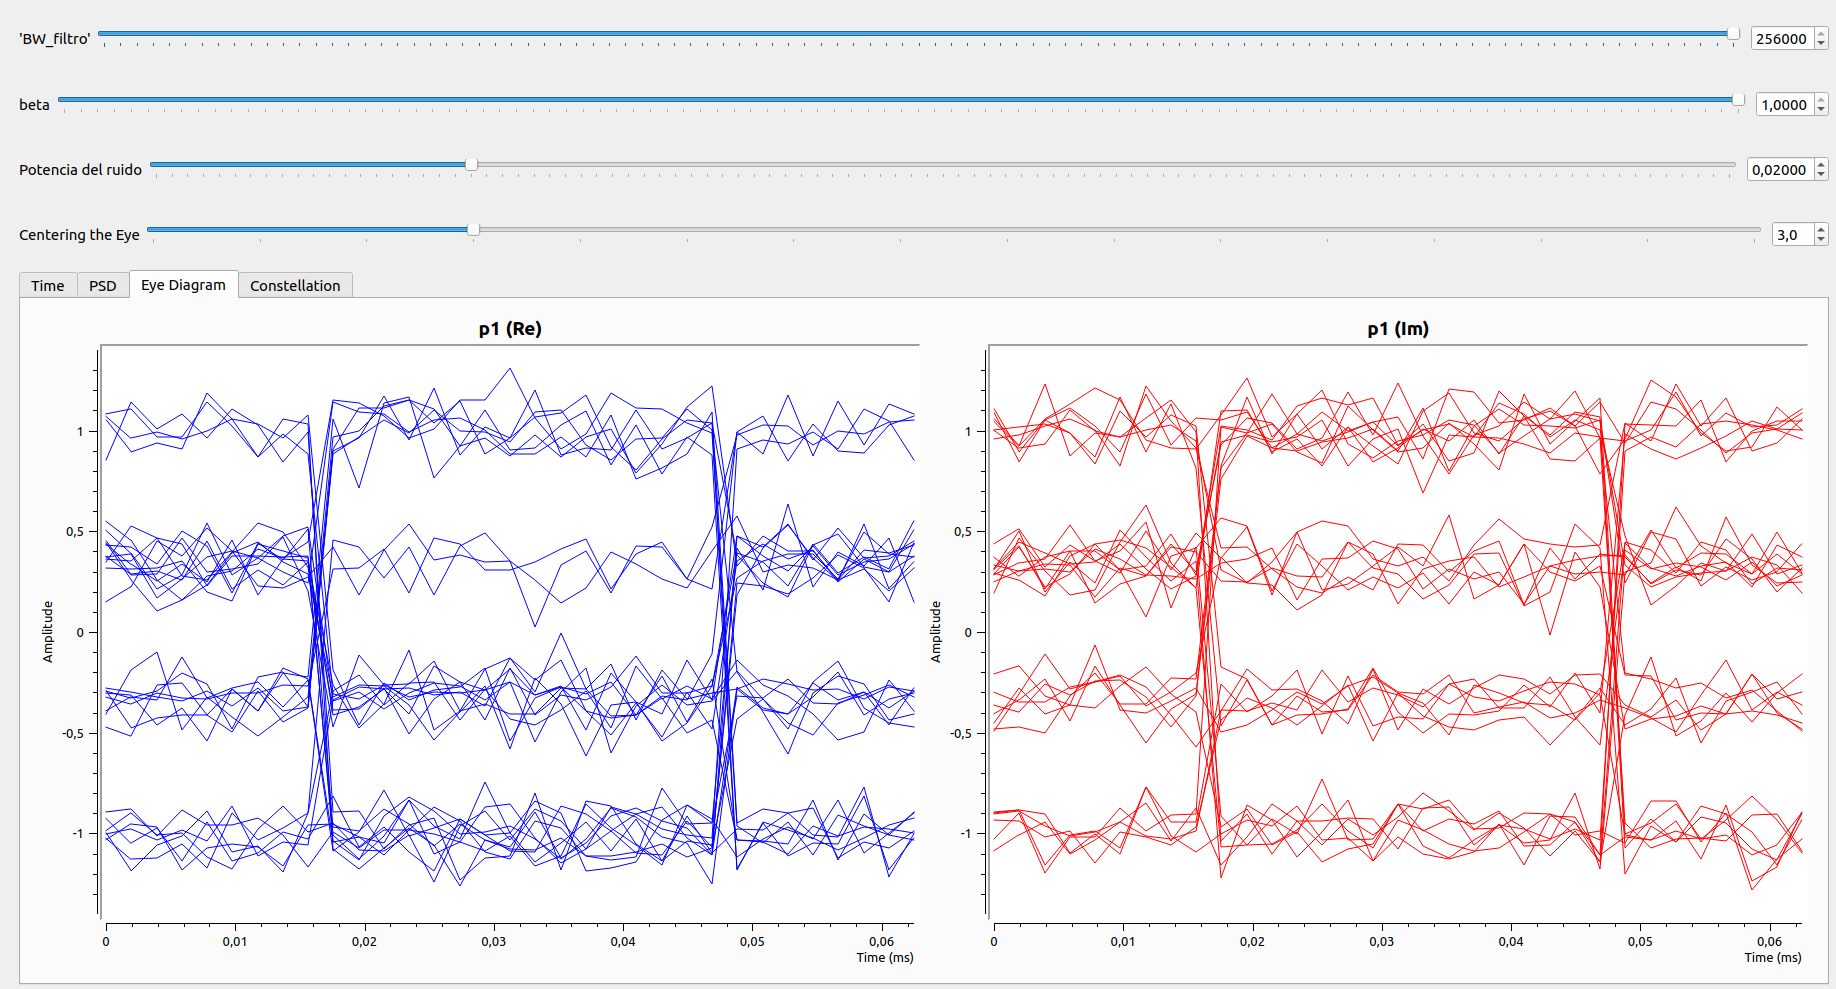 'BW_filtro' 256000
beta 1,0000
Potencia del ruido 0,02000
Centering the Eye 3,0
Time PSD Eye Diagram Constellation
p1 (Re)
1
0,5
0
-0,5
-1
Amplitude
0 0,01 0,02 0,03 0,04 0,05 0,06
Time (ms)
p1 (Im)
1
0,5
0
-0,5
-1
Amplitude
0 0,01 0,02 0,03 0,04 0,05 0,06
Time (ms)